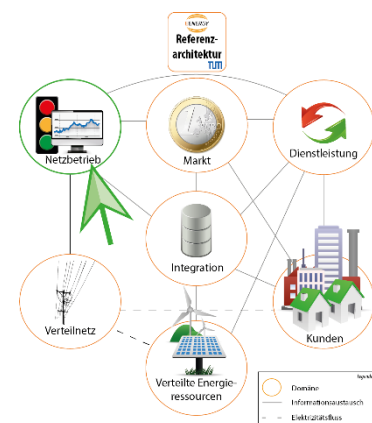 Referenz-
architektur
TUM
Netzbetrieb
Markt
Dienstleistung
Integration
Verteilnetz
Verteilte Energie-
ressourcen
Kunden
Domäne
Informationsaustausch
Elektrizitätsfluss